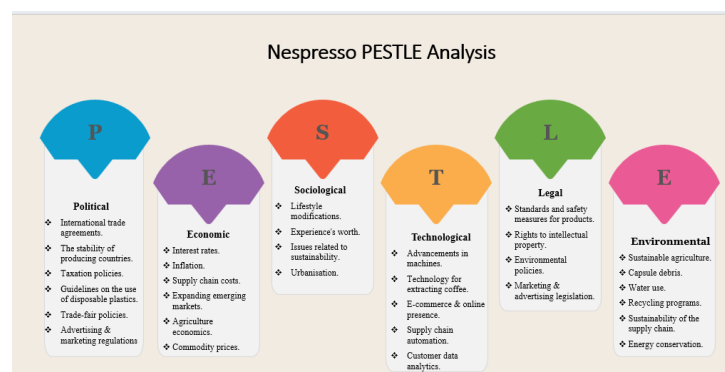 Nespresso PESTLE Analysis
P
Political
❖ International trade
agreements.
❖ The stability of
producing countries.
❖ Taxation policies.
❖ Guidelines on the use
of disposable plastics.
❖ Trade-fair policies.
❖ Advertising &
marketing regulations
E
Economic
❖ Interest rates.
❖ Inflation.
❖ Supply chain costs.
❖ Expanding emerging
markets.
❖ Agriculture
economics.
❖ Commodity prices.
S
Sociological
❖ Lifestyle
modifications.
❖ Experience's worth.
❖ Issues related to
sustainability.
❖ Urbanisation.
T
Technological
❖ Advancements in
machines.
❖ Technology for
extracting coffee.
❖ E-commerce & online
presence.
❖ Supply chain
automation.
❖ Customer data
analytics.
L
Legal
❖ Standards and safety
measures for products.
❖ Rights to intellectual
property.
❖ Environmental
policies.
❖ Marketing &
advertising legislation.
E
Environmental
❖ Sustainable agriculture.
❖ Capsule debris.
❖ Water use.
❖ Recycling programs.
❖ Sustainability of the
supply chain.
❖ Energy conservation.